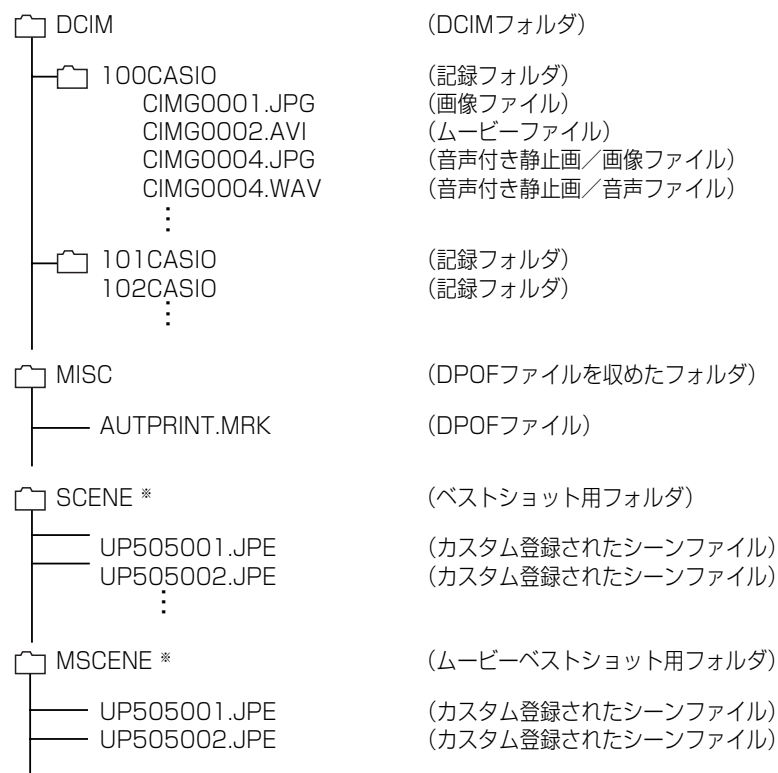 DCIM (DCIMフォルダ)
100CASIO (記録フォルダ)
CIMG0001.JPG (画像ファイル)
CIMG0002.AVI (ムービーファイル)
CIMG0004.JPG (音声付き静止画／画像ファイル)
CIMG0004.WAV (音声付き静止画／音声ファイル)
⋮
101CASIO (記録フォルダ)
102CASIO (記録フォルダ)
⋮
MISC (DPOFファイルを収めたフォルダ)
AUTPRINT.MRK (DPOFファイル)
SCENE ※ (ベストショット用フォルダ)
UP505001.JPE (カスタム登録されたシーンファイル)
UP505002.JPE (カスタム登録されたシーンファイル)
⋮
MSCENE ※ (ムービーベストショット用フォルダ)
UP505001.JPE (カスタム登録されたシーンファイル)
UP505002.JPE (カスタム登録されたシーンファイル)